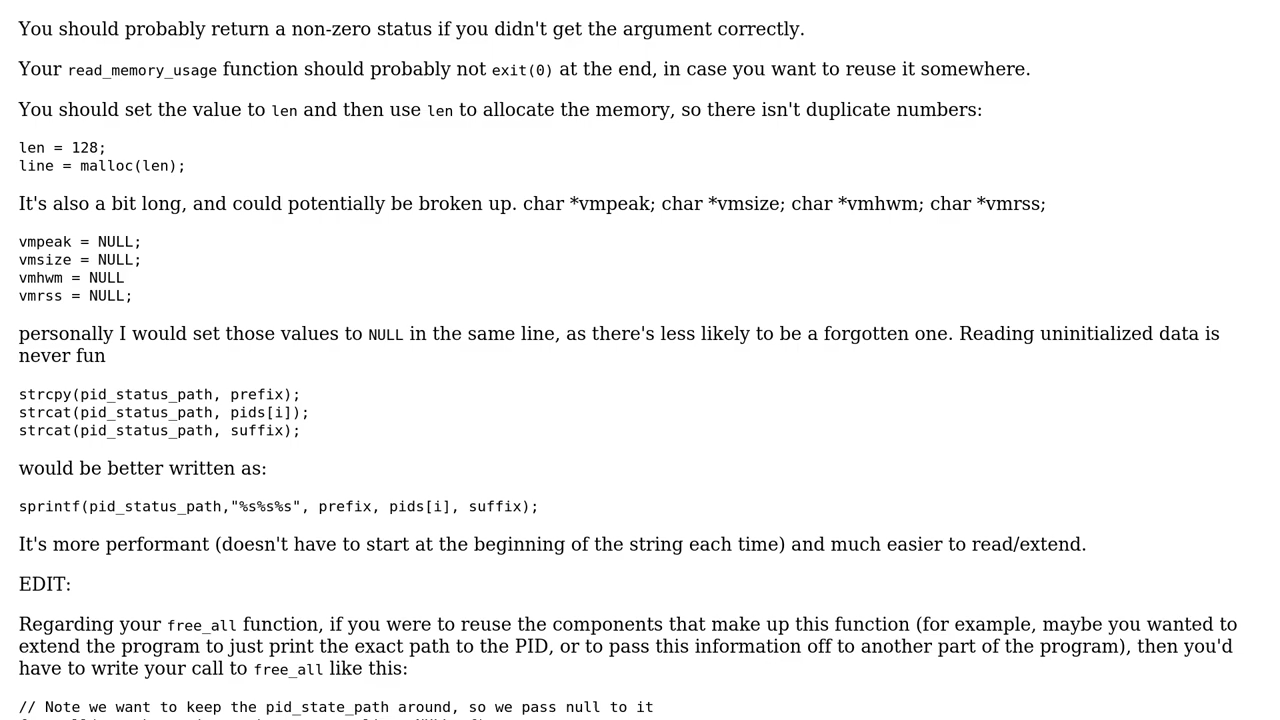 You should probably return a non-zero status if you didn't get the argument correctly.
Your read_memory_usage function should probably not exit(0) at the end, in case you want to reuse it somewhere.
You should set the value to len and then use len to allocate the memory, so there isn't duplicate numbers:
len = 128;
line = malloc(len);
It's also a bit long, and could potentially be broken up. char *vmpeak; char *vmsize; char *vmhwm; char *vmrss;
vmpeak = NULL;
vmsize = NULL;
vmhwm = NULL
vmrss = NULL;
personally I would set those values to NULL in the same line, as there's less likely to be a forgotten one. Reading uninitialized data is
never fun
strcpy(pid_status_path, prefix);
strcat(pid_status_path, pids[i]);
strcat(pid_status_path, suffix);
would be better written as:
sprintf(pid_status_path,"%s%s%s", prefix, pids[i], suffix);
It's more performant (doesn't have to start at the beginning of the string each time) and much easier to read/extend.
EDIT:
Regarding your free_all function, if you were to reuse the components that make up this function (for example, maybe you wanted to
extend the program to just print the exact path to the PID, or to pass this information off to another part of the program), then you'd
have to write your call to free_all like this:
// Note we want to keep the pid_state_path around, so we pass null to it